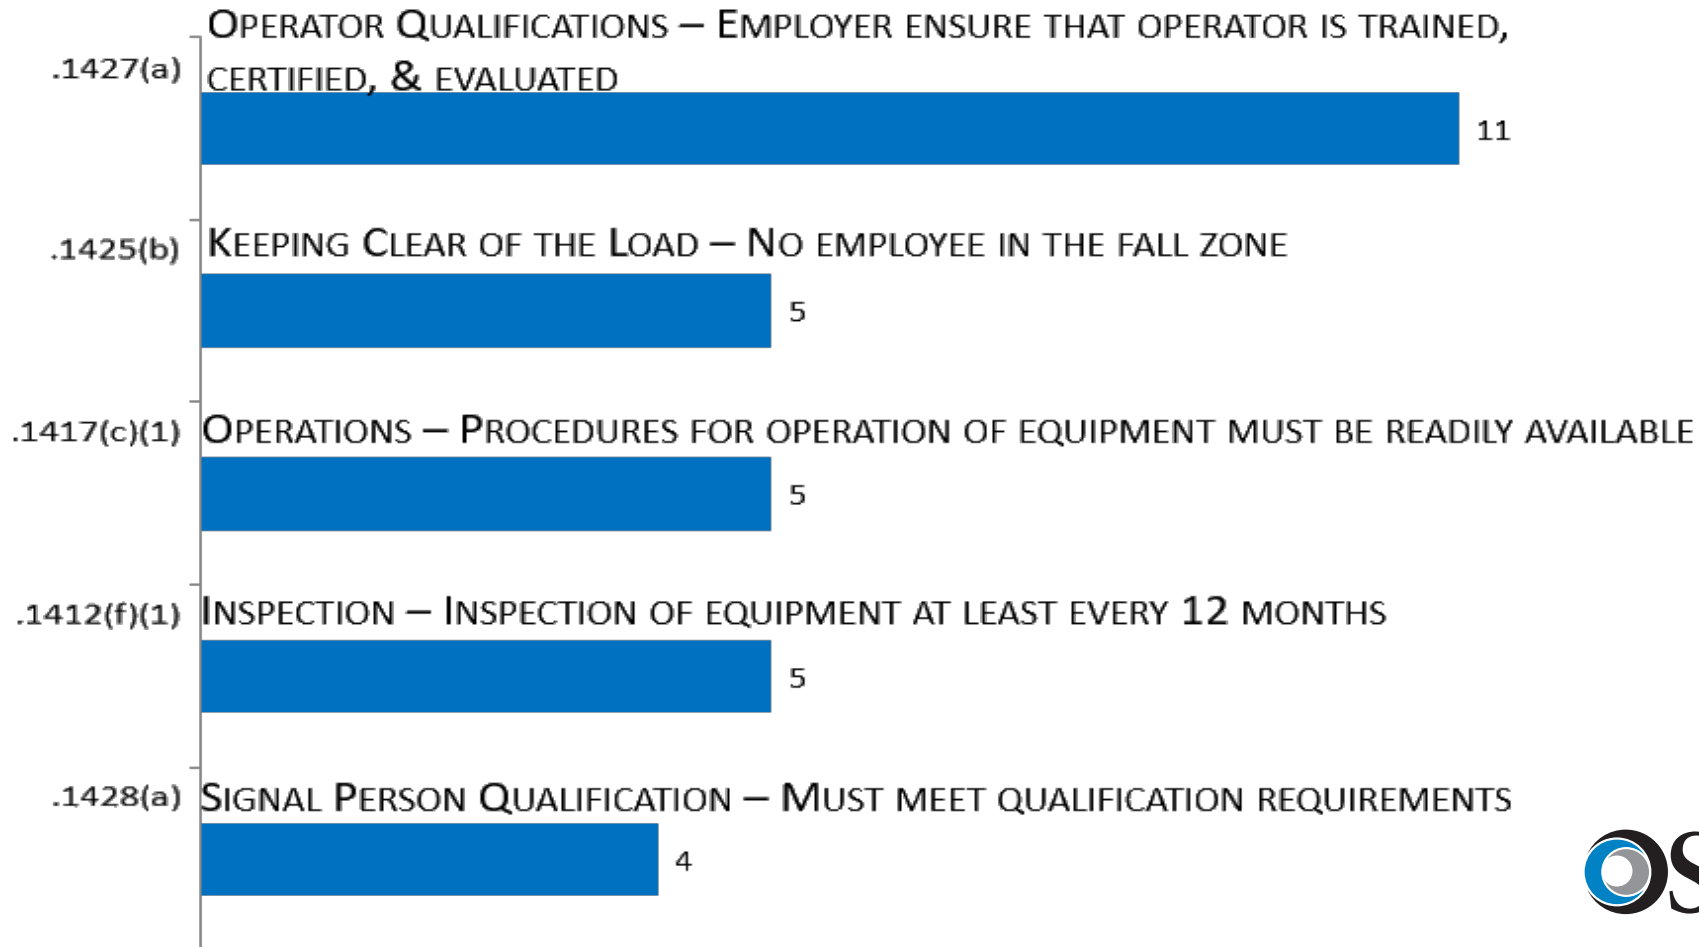 OPERATOR QUALIFICATIONS – EMPLOYER ENSURE THAT OPERATOR IS TRAINED,
.1427(a) CERTIFIED, & EVALUATED
11
.1425(b) KEEPING CLEAR OF THE LOAD – NO EMPLOYEE IN THE FALL ZONE
5
.1417(c)(1) OPERATIONS – PROCEDURES FOR OPERATION OF EQUIPMENT MUST BE READILY AVAILABLE
5
.1412(f)(1) INSPECTION – INSPECTION OF EQUIPMENT AT LEAST EVERY 12 MONTHS
5
.1428(a) SIGNAL PERSON QUALIFICATION – MUST MEET QUALIFICATION REQUIREMENTS
4